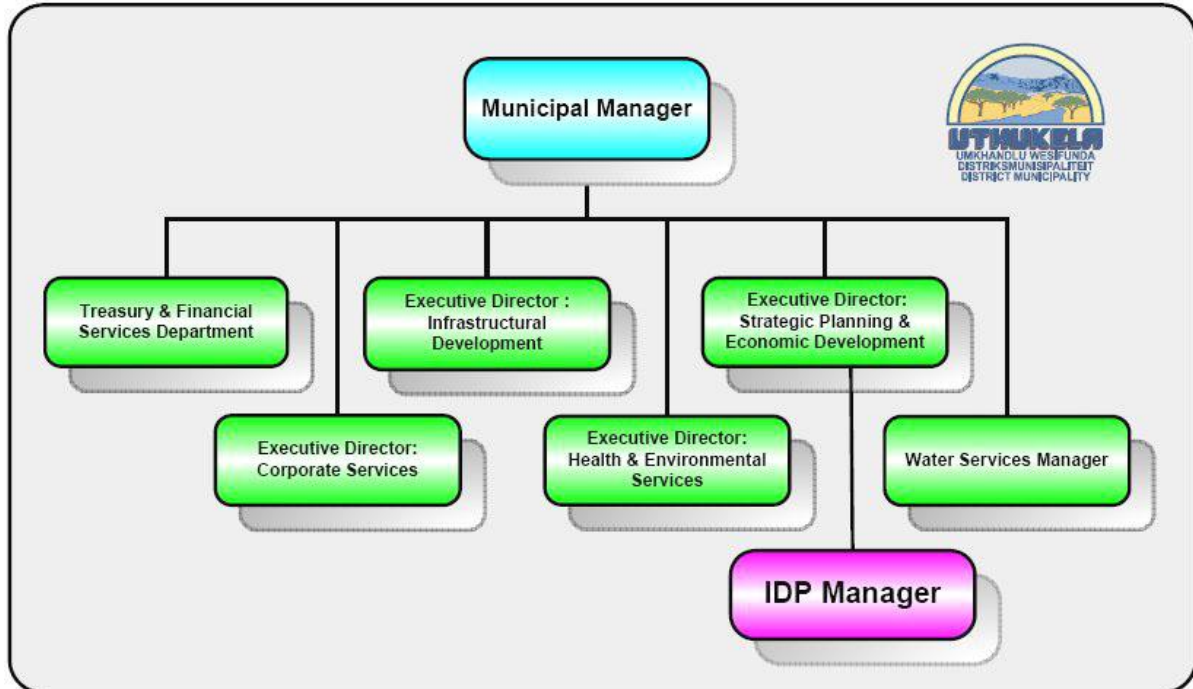 Municipal Manager
UTHUKELA
UMKHANDLU WESIFUNDA
DISTRIKSMUNISIPALITEIT
DISTRICT MUNICIPALITY
Treasury & Financial
Services Department
Executive Director :
Infrastructural
Development
Executive Director:
Strategic Planning &
Economic Development
Executive Director:
Corporate Services
Executive Director:
Health & Environmental
Services
Water Services Manager
IDP Manager